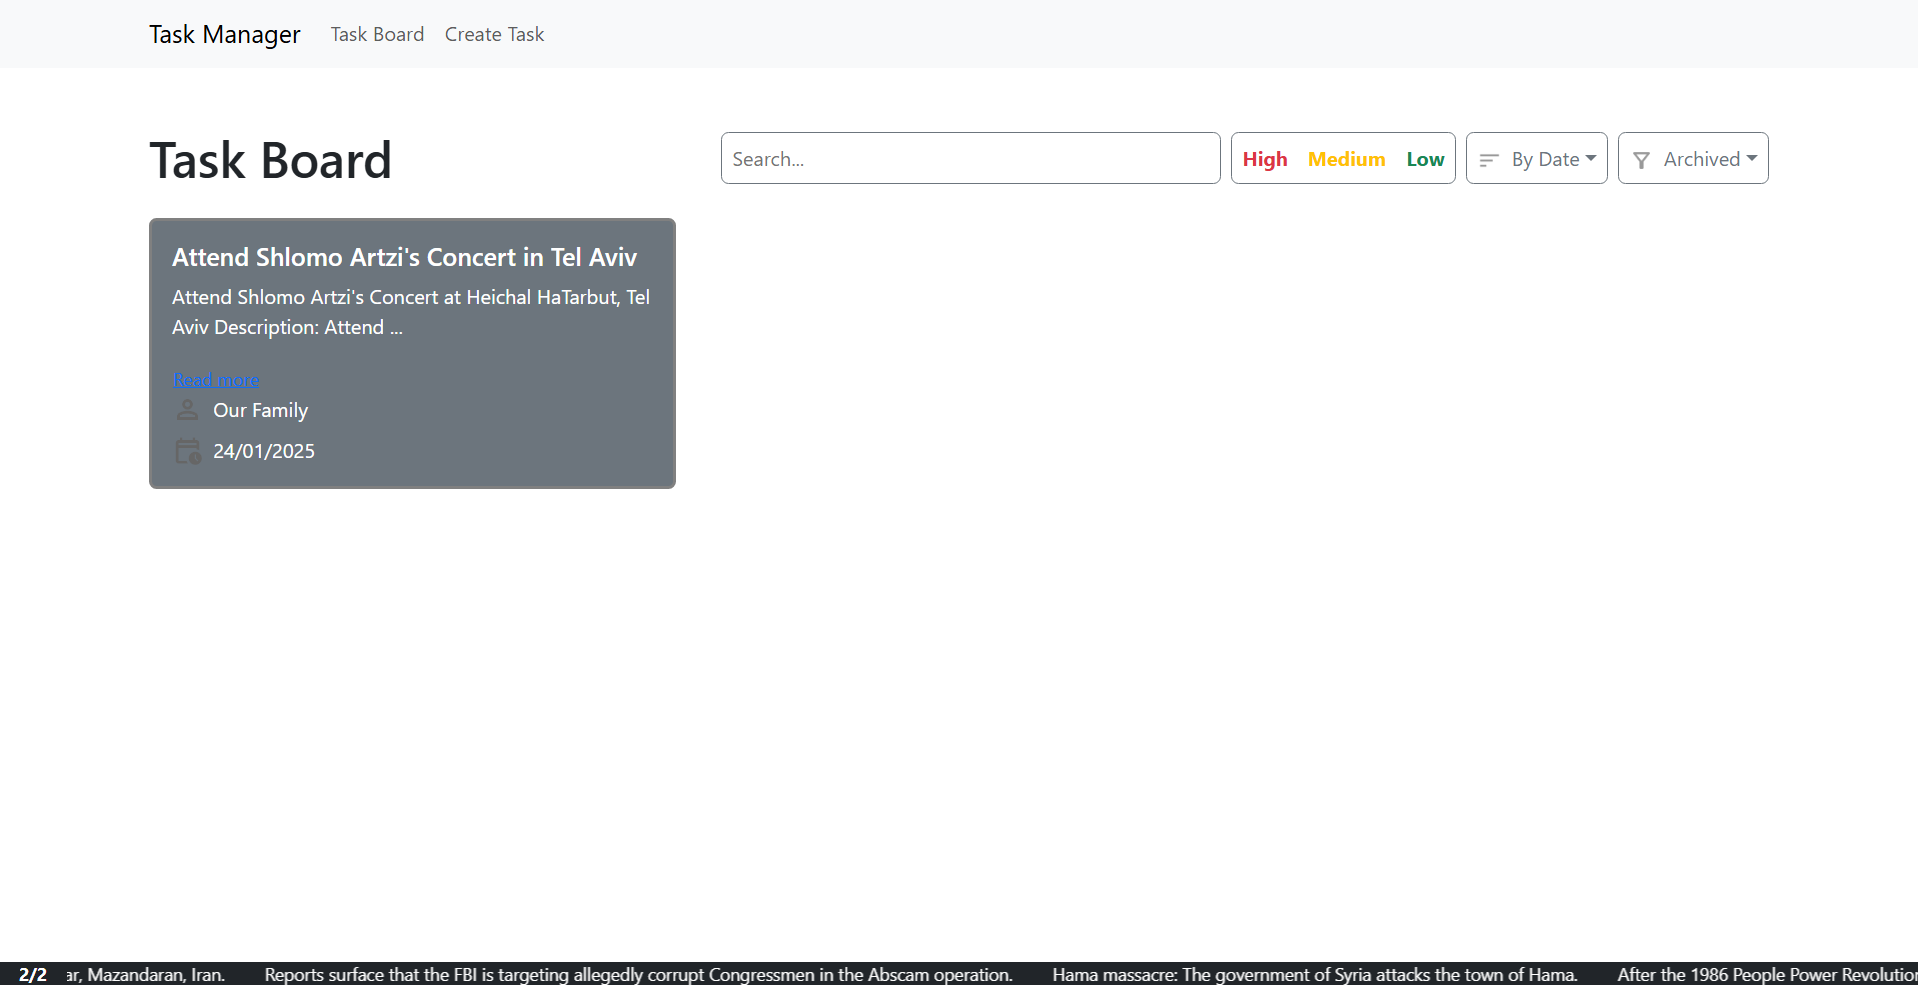 Task Manager Task Board Create Task
Task Board
Search...
High Medium Low
By Date
Archived
Attend Shlomo Artzi's Concert in Tel Aviv
Attend Shlomo Artzi's Concert at Heichal HaTarbut, Tel
Aviv Description: Attend ...
Read more
Our Family
24/01/2025
2/2 ar, Mazandaran, Iran. Reports surface that the FBI is targeting allegedly corrupt Congressmen in the Abscam operation. Hama massacre: The government of Syria attacks the town of Hama. After the 1986 People Power Revolution